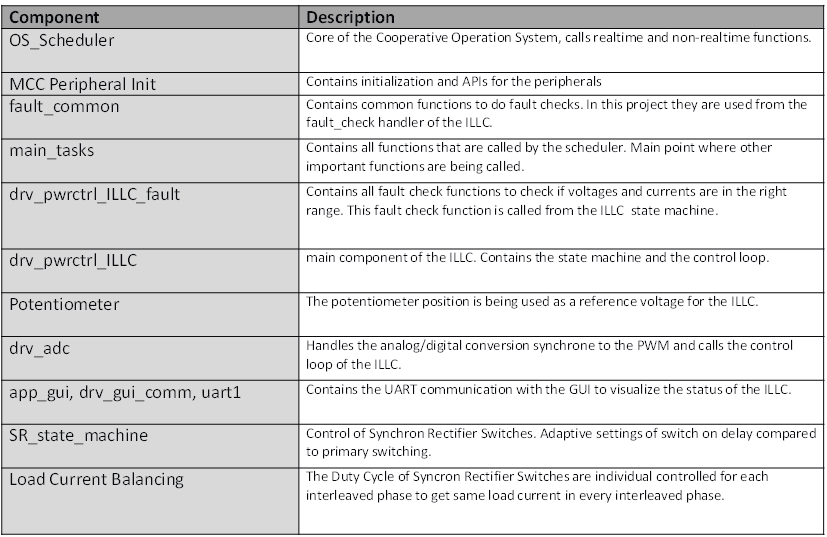 Component Description
OS_Scheduler Core of the Cooperative Operation System, calls realtime and non-realtime functions.
MCC Peripheral Init Contains initialization and APIs for the peripherals
fault_common Contains common functions to do fault checks. In this project they are used from the
fault_check handler of the ILLC.
main_tasks Contains all functions that are called by the scheduler. Main point where other
important functions are being called.
drv_pwrctrl_ILLC_fault Contains all fault check functions to check if voltages and currents are in the right
range. This fault check function is called from the ILLC state machine.
drv_pwrctrl_ILLC main component of the ILLC. Contains the state machine and the control loop.
Potentiometer The potentiometer position is being used as a reference voltage for the ILLC.
drv_adc Handles the analog/digital conversion synchrone to the PWM and calls the control
loop of the ILLC.
app_gui, drv_gui_comm, uart1 Contains the UART communication with the GUI to visualize the status of the ILLC.
SR_state_machine Control of Synchron Rectifier Switches. Adaptive settings of switch on delay compared
to primary switching.
Load Current Balancing The Duty Cycle of Syncron Rectifier Switches are individual controlled for each
interleaved phase to get same load current in every interleaved phase.